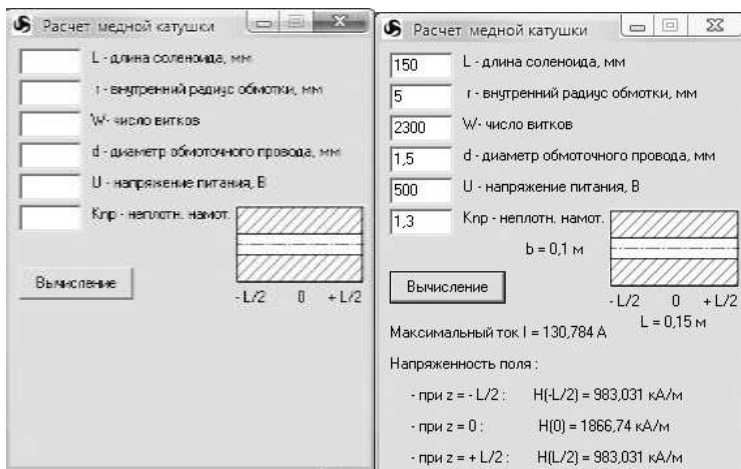 Расчет медной катушки
L - длина соленоида, мм
r - внутренний радиус обмотки, мм
W- число витков
d - диаметр обмоточного провода, мм
U - напряжение питания, В
Kпр - неплотн. намот.
Вычисление
- L/2 0 + L/2
Расчет медной катушки
150 L - длина соленоида, мм
5 r - внутренний радиус обмотки, мм
2300 W- число витков
1,5 d - диаметр обмоточного провода, мм
500 U - напряжение питания, В
1,3 Kпр - неплотн. намот.
b = 0,1 м
Вычисление
- L/2 0 + L/2
L = 0,15 м
Максимальный ток I = 130,784 А
Напряженность поля :
- при z = - L/2 : H(-L/2) = 983,031 кА/м
- при z = 0 : H(0) = 1866,74 кА/м
- при z = + L/2 : H(L/2) = 983,031 кА/м